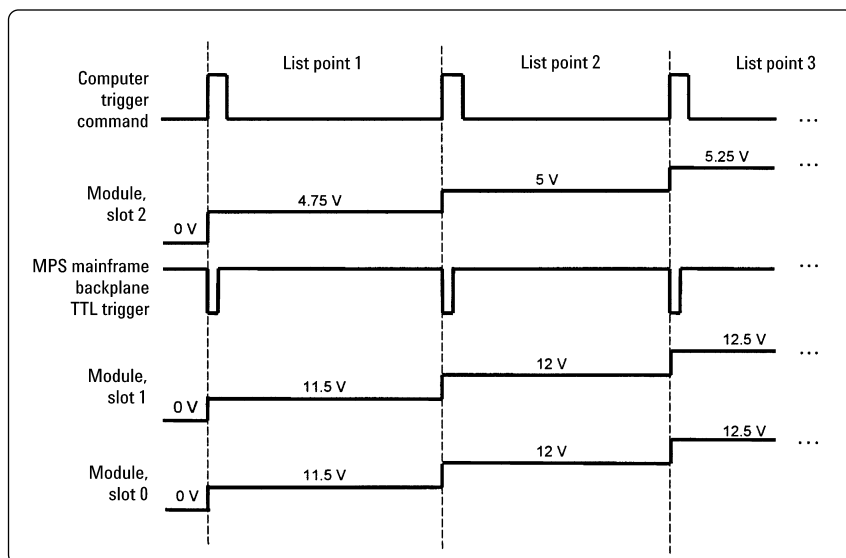 List point 1
List point 2
List point 3
Computer
trigger
command
...
5.25 V
...
5 V
4.75 V
Module,
slot 2
0 V
MPS mainframe
backplane
TTL trigger
...
12.5 V
...
12 V
Module,
slot 1
11.5 V
0 V
12.5 V
...
12 V
Module,
slot 0
11.5 V
0 V